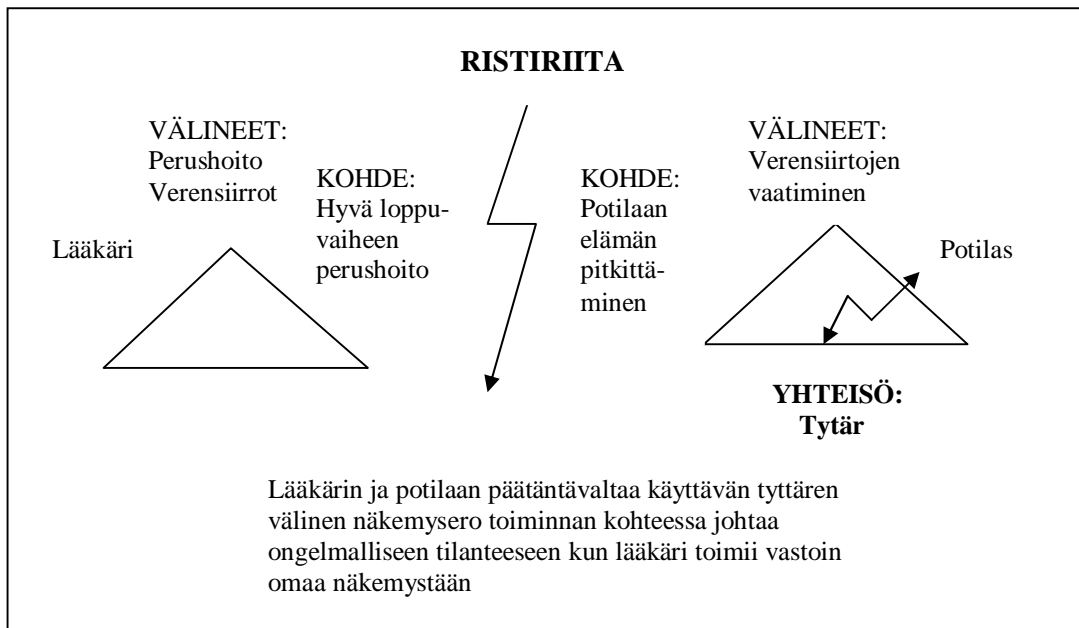 RISTIRIITA
VÄLINEET:
Perushoito
Verensiirrot
KOHDE:
Hyvä loppu-
vaiheen
perushoito
Lääkäri
KOHDE:
Potilaan
elämän
pitkittä-
minen
VÄLINEET:
Verensiirtojen
vaatiminen
Potilas
YHTEISÖ:
Tytär
Lääkärin ja potilaan päätäntävaltaa käyttävän tyttären
välinen näkemysero toiminnan kohteessa johtaa
ongelmalliseen tilanteeseen kun lääkäri toimii vastoin
omaa näkemystään